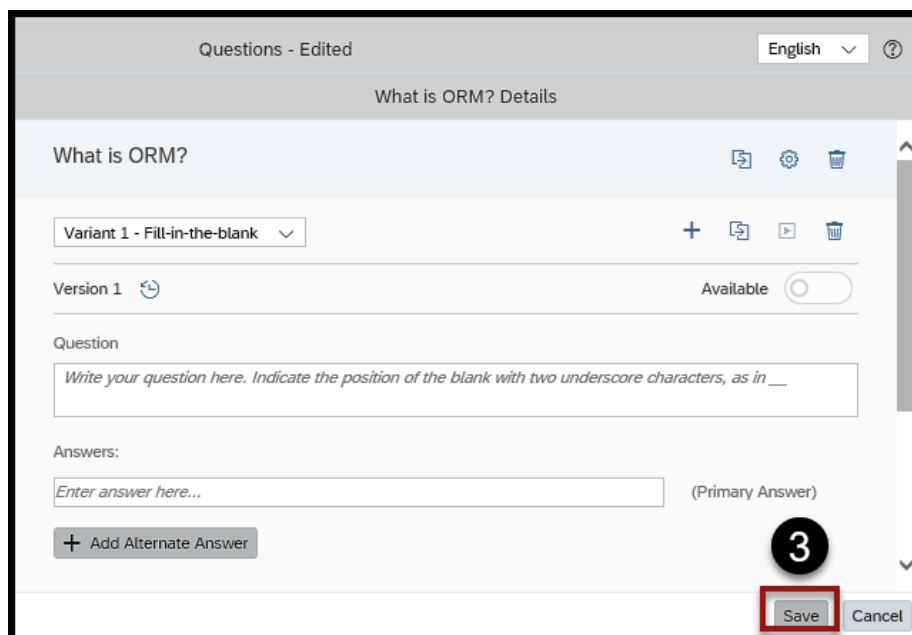 Questions - Edited
English
What is ORM? Details
What is ORM?
Variant 1 - Fill-in-the-blank
Version 1
Available
Question
Write your question here. Indicate the position of the blank with two underscore characters, as in __
Answers:
Enter answer here...
(Primary Answer)
+ Add Alternate Answer
3
Save
Cancel